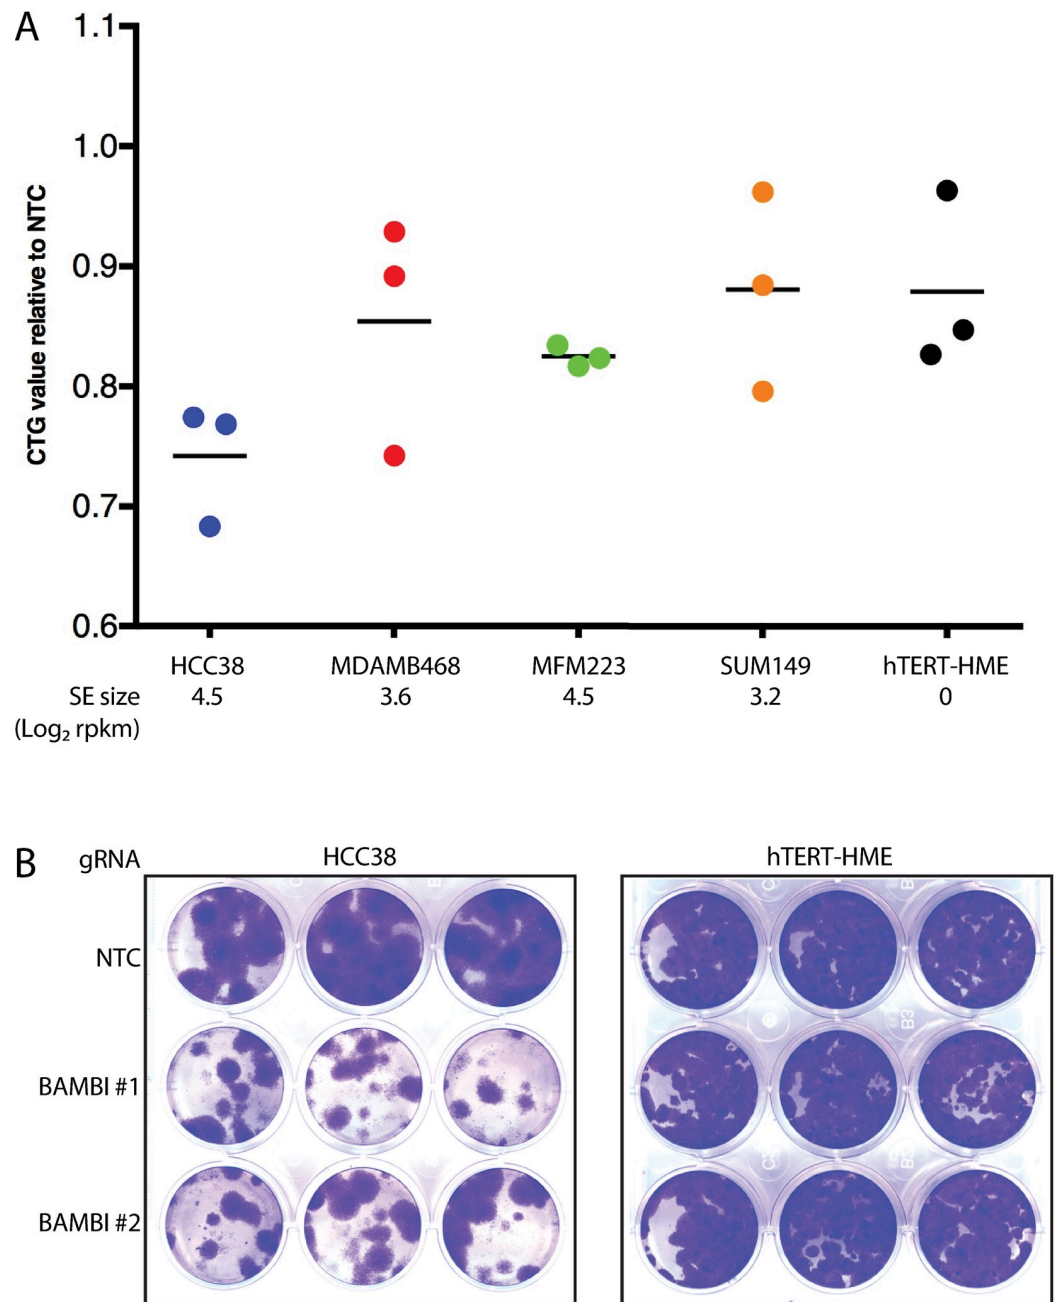 A
1.1
1.0
0.9
0.8
0.7
0.6
CTG value relative to NTC
HCC38 MDAMB468 MFM223 SUM149 hTERT-HME
SE size 4.5 3.6 4.5 3.2 0
(Log₂ rpkm)
B
gRNA HCC38 hTERT-HME
NTC
BAMBI #1
B3
BAMBI #2